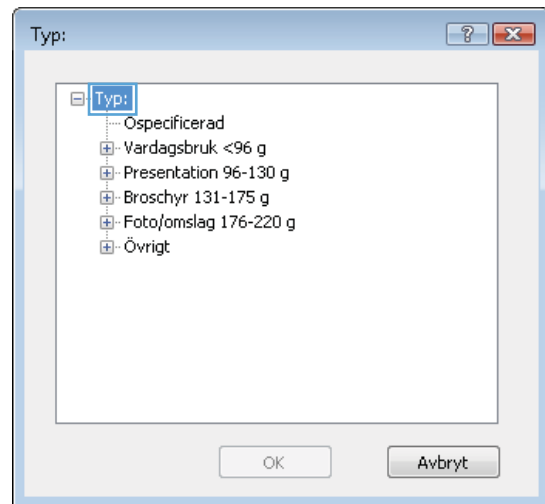 Typ:
Typ:
Ospecificerad
Vardagsbruk <96 g
Presentation 96-130 g
Broschyr 131-175 g
Foto/omslag 176-220 g
Övrigt
OK
Avbryt